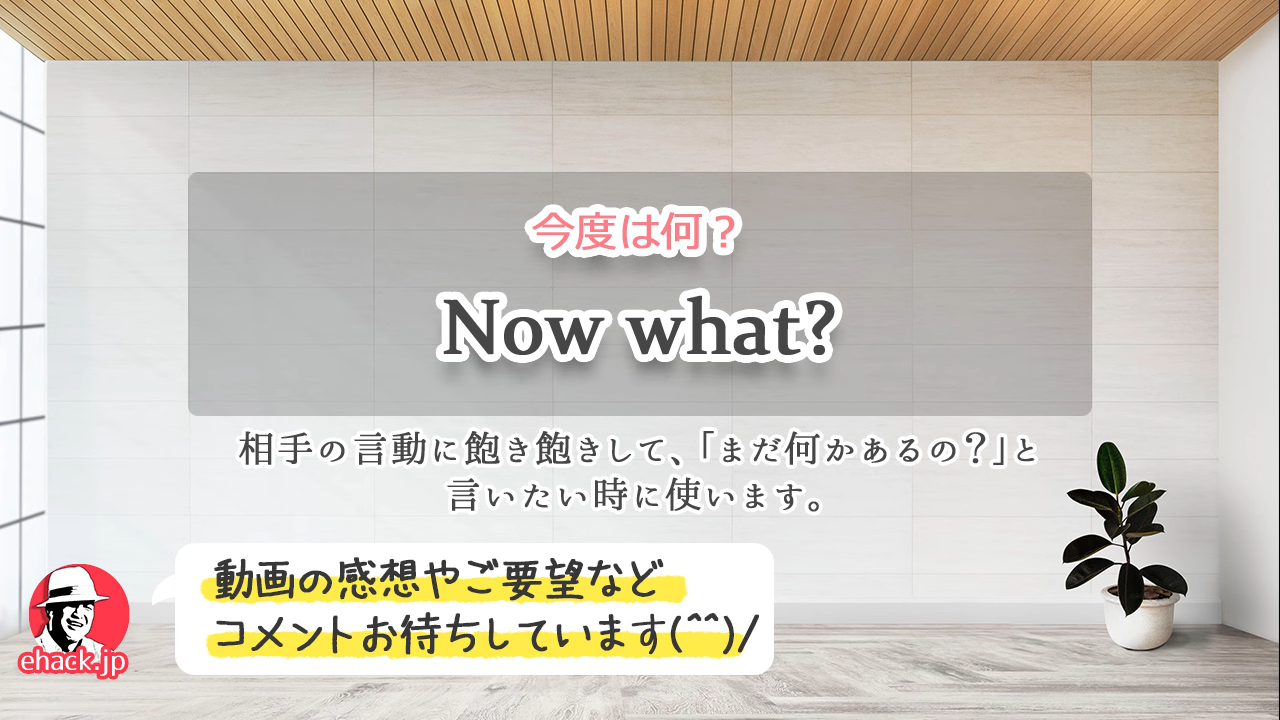 今度は何？
Now what?
相手の言動に飽き飽きして、「まだ何かあるの？」と
言いたい時に使います。
動画の感想やご要望など
コメントお待ちしています(^^)/
ehack.jp